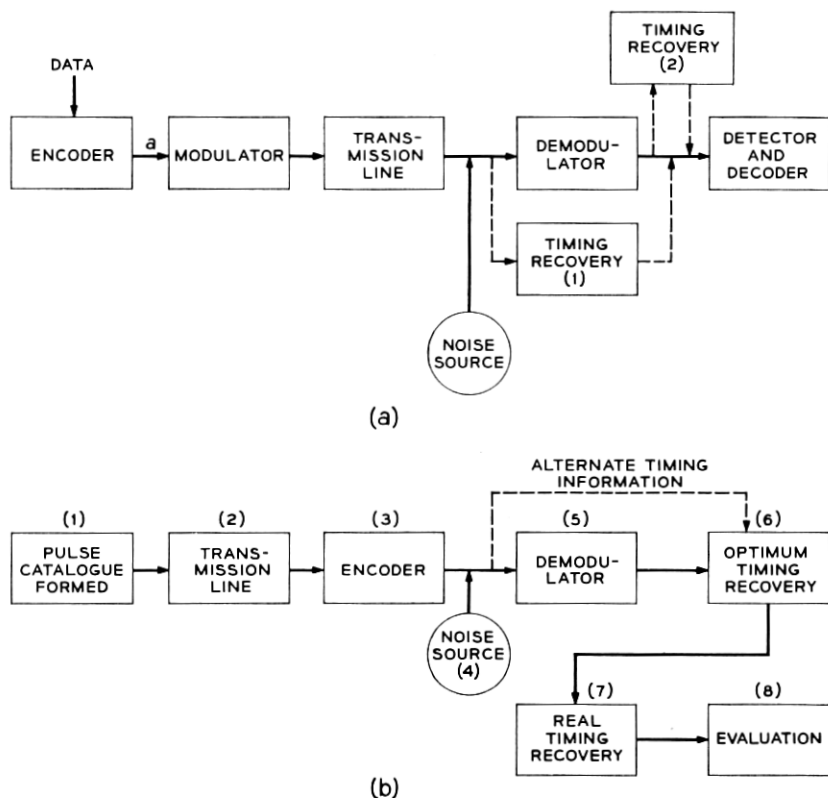 TIMING
RECOVERY
(2)
DATA
ENCODER
a
MODULATOR
TRANS-
MISSION
LINE
DEMODU-
LATOR
DETECTOR
AND
DECODER
TIMING
RECOVERY
(1)
NOISE
SOURCE
(a)
ALTERNATE TIMING
INFORMATION
(1)
PULSE
CATALOGUE
FORMED
(2)
TRANS-
MISSION
LINE
(3)
ENCODER
(5)
DEMODU-
LATOR
(6)
OPTIMUM
TIMING
RECOVERY
NOISE
SOURCE
(4)
(7)
REAL
TIMING
RECOVERY
(8)
EVALUATION
(b)